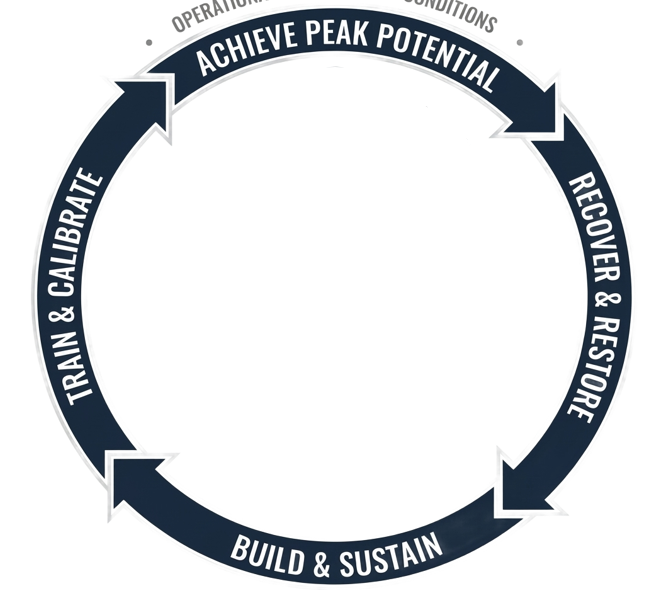 ACHIEVE PEAK POTENTIAL
RECOVER & RESTORE
BUILD & SUSTAIN
TRAIN & CALIBRATE